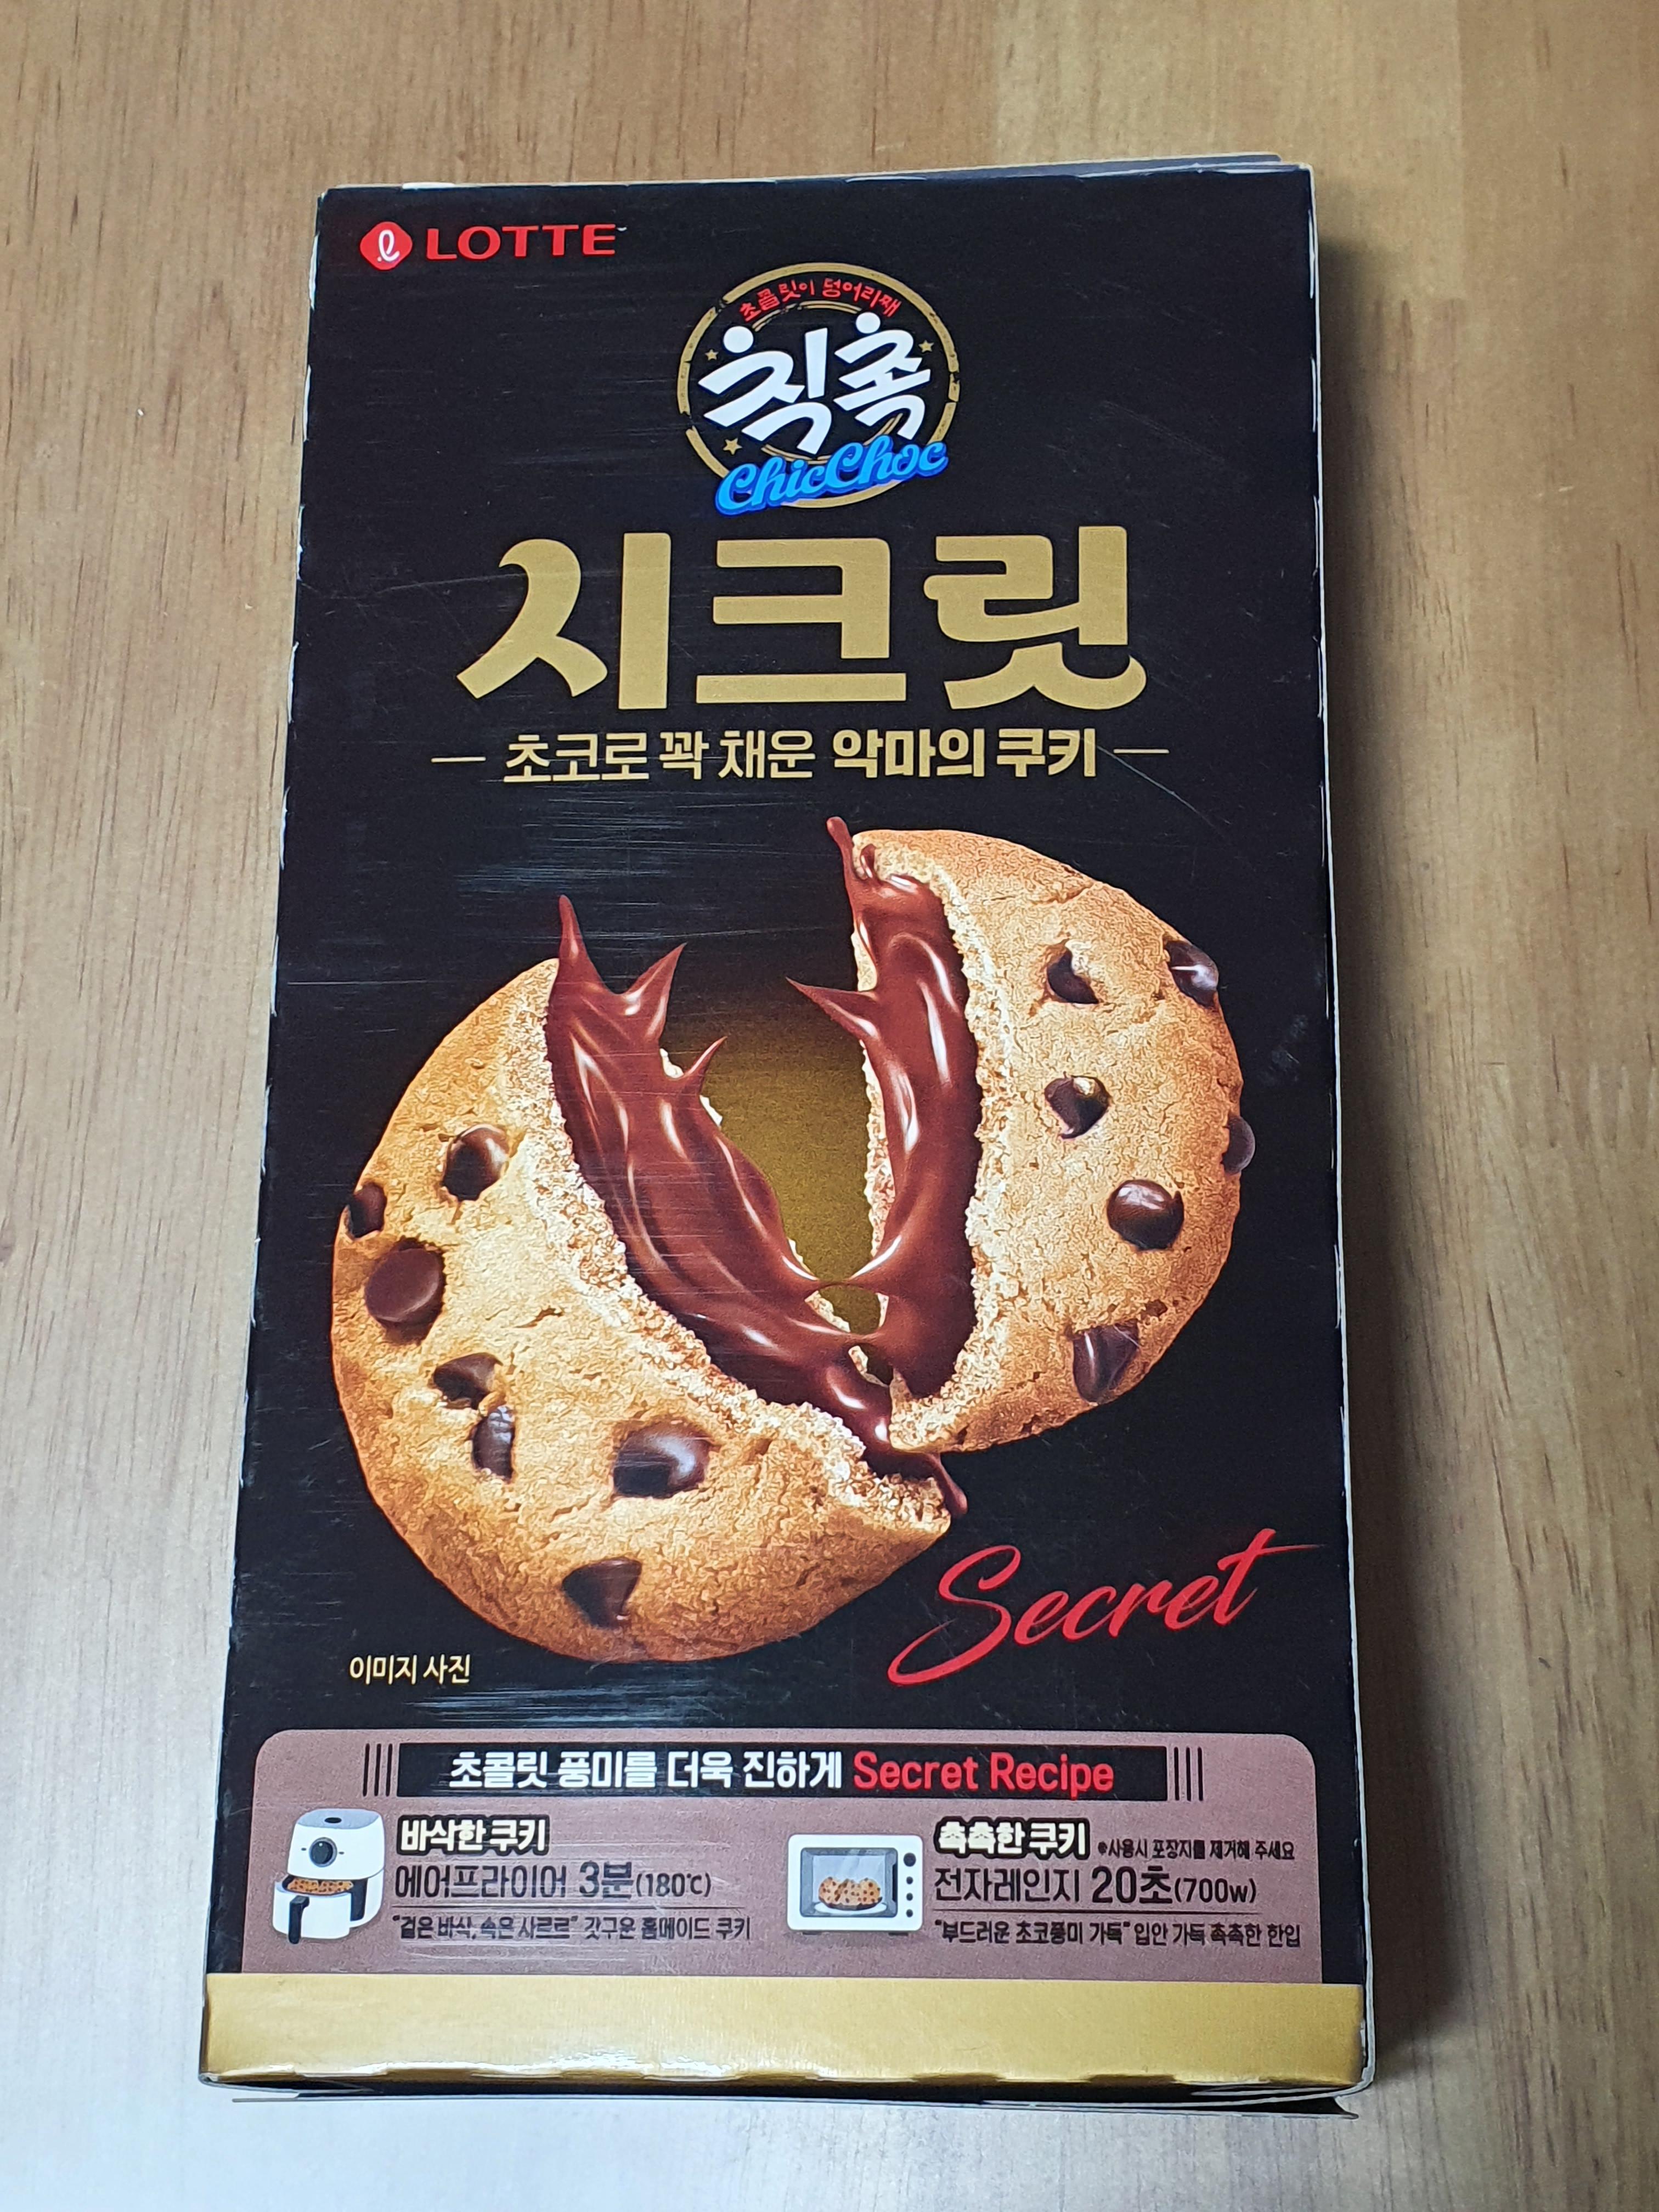 LOTTE
초콜릿이 덩어리째
칙촉
ChicChoc
시크릿
초코로 꽉 채운 악마의 쿠키
Secret
이미지 사진
초콜릿 풍미를 더욱 진하게 Secret Recipe
바삭한 쿠키
에어프라이어 3분(180℃)
"겉은 바삭, 속은 사르르" 갓구운 홈메이드 쿠키
촉촉한 쿠키 *사용시 포장지를 제거해 주세요
전자레인지 20초(700w)
"부드러운 초코풍미 가득" 입안 가득 촉촉한 한입